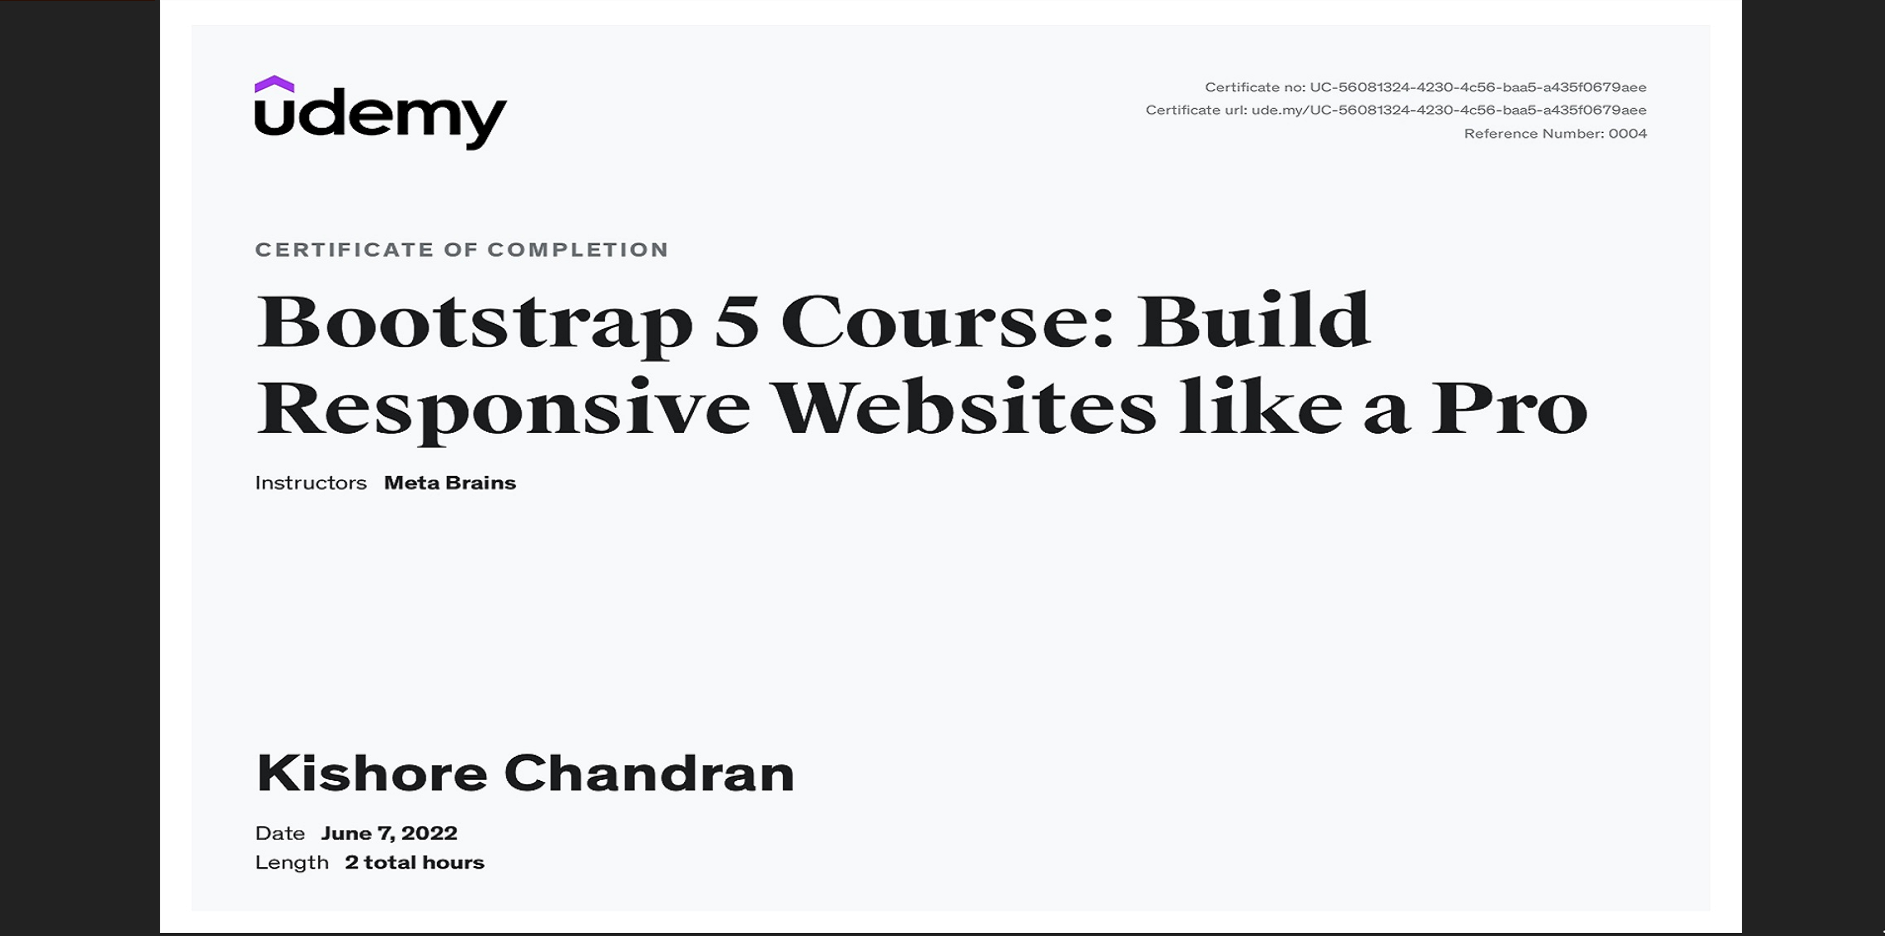 udemy
Certificate no: UC-56081324-4230-4c56-baa5-a435f0679aee
Certificate url: ude.my/UC-56081324-4230-4c56-baa5-a435f0679aee
Reference Number: 0004
CERTIFICATE OF COMPLETION
Bootstrap 5 Course: Build
Responsive Websites like a Pro
Instructors Meta Brains
Kishore Chandran
Date June 7, 2022
Length 2 total hours